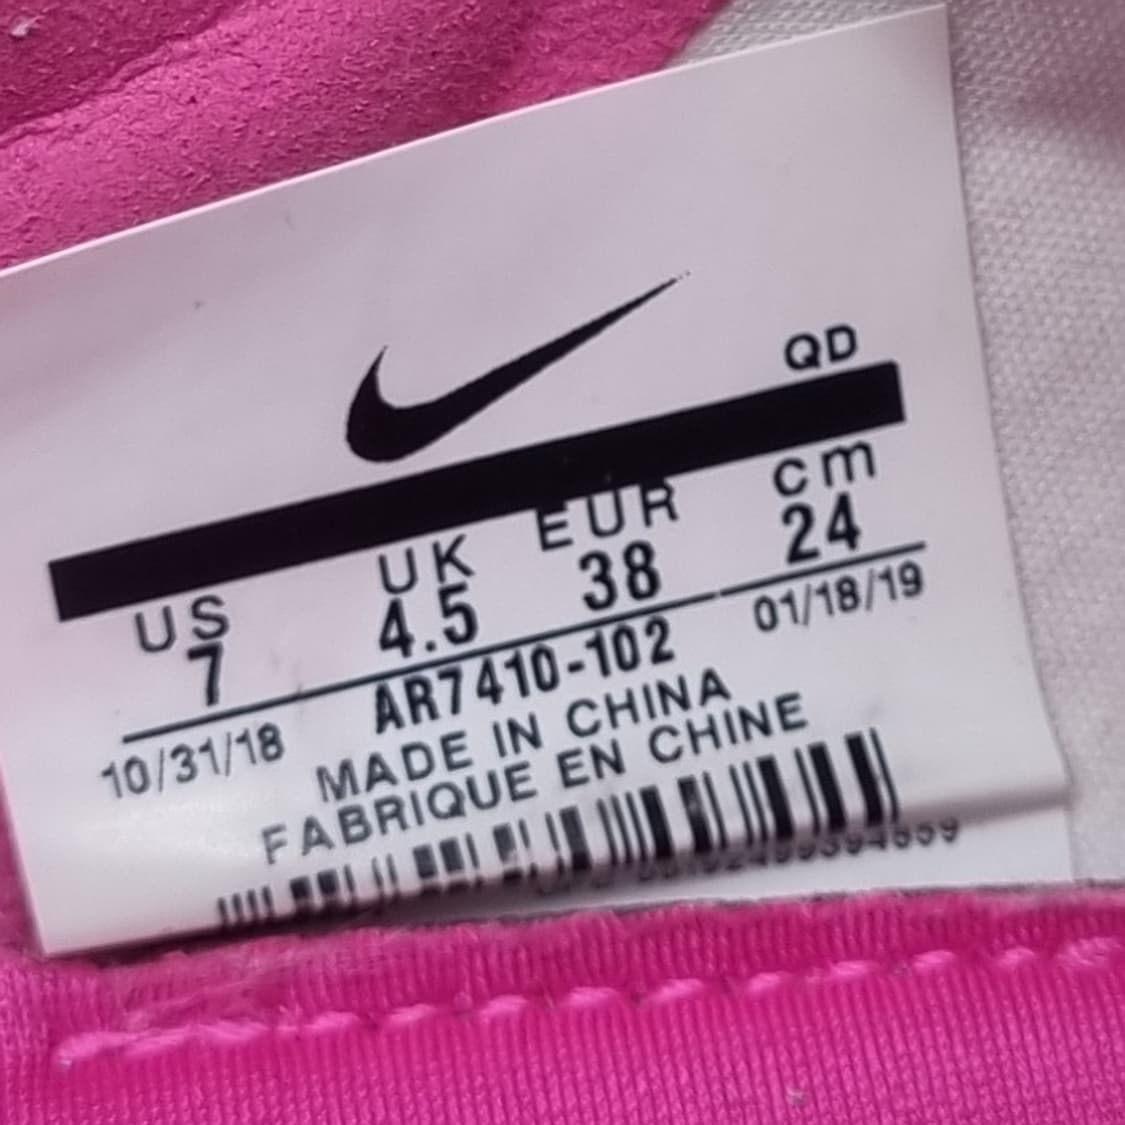 QD
US UK EUR cm
7 4.5 38 24
10/31/18 AR7410-102 01/18/19
MADE IN CHINA
FABRIQUE EN CHINE